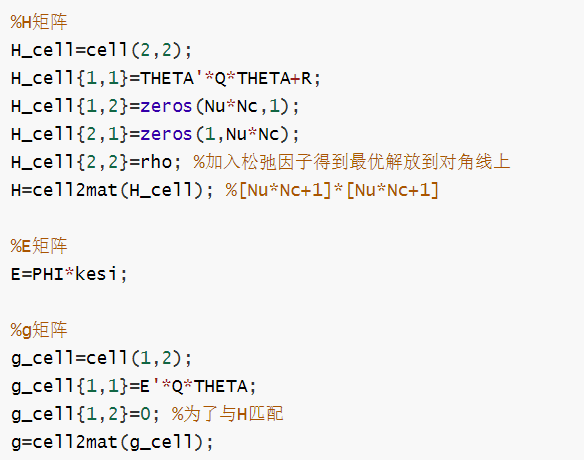 %H矩阵
H_cell=cell(2,2);
H_cell{1,1}=THETA'*Q*THETA+R;
H_cell{1,2}=zeros(Nu*Nc,1);
H_cell{2,1}=zeros(1,Nu*Nc);
H_cell{2,2}=rho; %加入松弛因子得到最优解放到对角线上
H=cell2mat(H_cell); %[Nu*Nc+1]*[Nu*Nc+1]
%E矩阵
E=PHI*kesi;
%g矩阵
g_cell=cell(1,2);
g_cell{1,1}=E'*Q*THETA;
g_cell{1,2}=0; %为了与H匹配
g=cell2mat(g_cell);